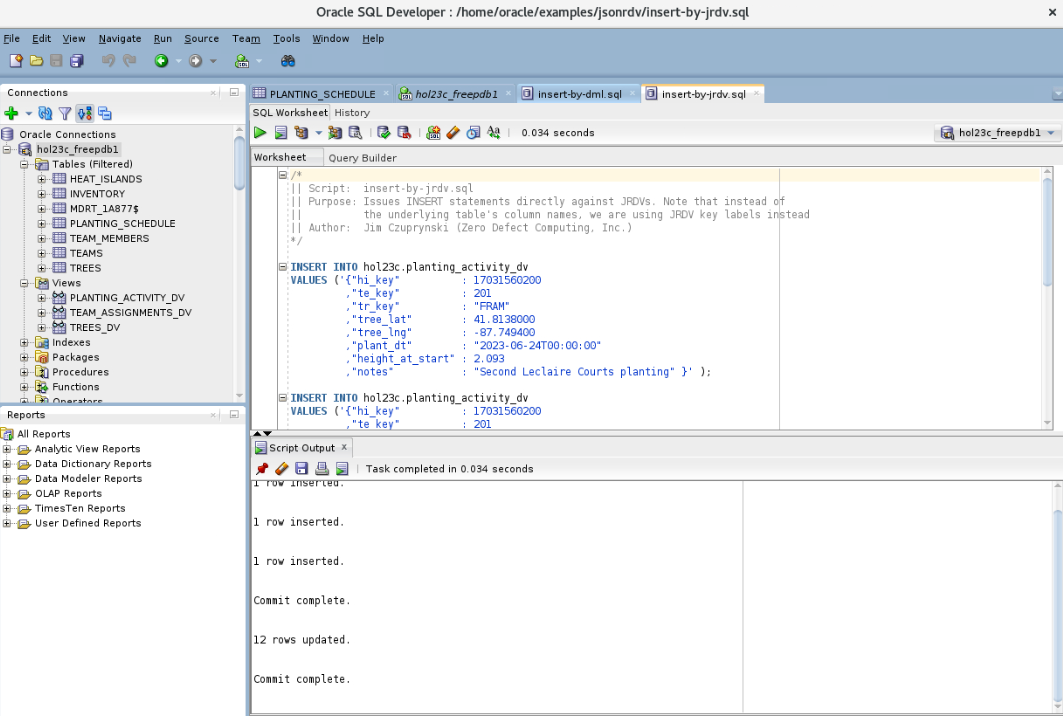 Oracle SQL Developer : /home/oracle/examples/jsonrdv/insert-by-jrdv.sql
File Edit View Navigate Run Source Team Tools Window Help
Connections
Oracle Connections
hol23c_freepdb1
Tables (Filtered)
HEAT_ISLANDS
INVENTORY
MDRT_1A877$
PLANTING_SCHEDULE
TEAM_MEMBERS
TEAMS
TREES
Views
PLANTING_ACTIVITY_DV
TEAM_ASSIGNMENTS_DV
TREES_DV
Indexes
Packages
Procedures
Functions
Operators
Reports
All Reports
Analytic View Reports
Data Dictionary Reports
Data Modeler Reports
OLAP Reports
TimesTen Reports
User Defined Reports
PLANTING_SCHEDULE hol23c_freepdb1 insert-by-dml.sql insert-by-jrdv.sql
SQL Worksheet History
0.034 seconds hol23c_freepdb1
Worksheet Query Builder
/*
|| Script:  insert-by-jrdv.sql
|| Purpose: Issues INSERT statements directly against JRDVs. Note that instead of
||          the underlying table's column names, we are using JRDV key labels instead
|| Author:  Jim Czuprynski (Zero Defect Computing, Inc.)
*/
INSERT INTO hol23c.planting_activity_dv
VALUES ('{"hi_key"          : 17031560200
,"te_key"          : 201
,"tr_key"          : "FRAM"
,"tree_lat"        : 41.8138000
,"tree_lng"        : -87.749400
,"plant_dt"        : "2023-06-24T00:00:00"
,"height_at_start" : 2.093
,"notes"           : "Second Leclaire Courts planting" }' );
INSERT INTO hol23c.planting_activity_dv
VALUES ('{"hi_key"          : 17031560200
,"te_key"          : 201
Script Output x
Task completed in 0.034 seconds
1 row inserted.
1 row inserted.
1 row inserted.
Commit complete.
12 rows updated.
Commit complete.